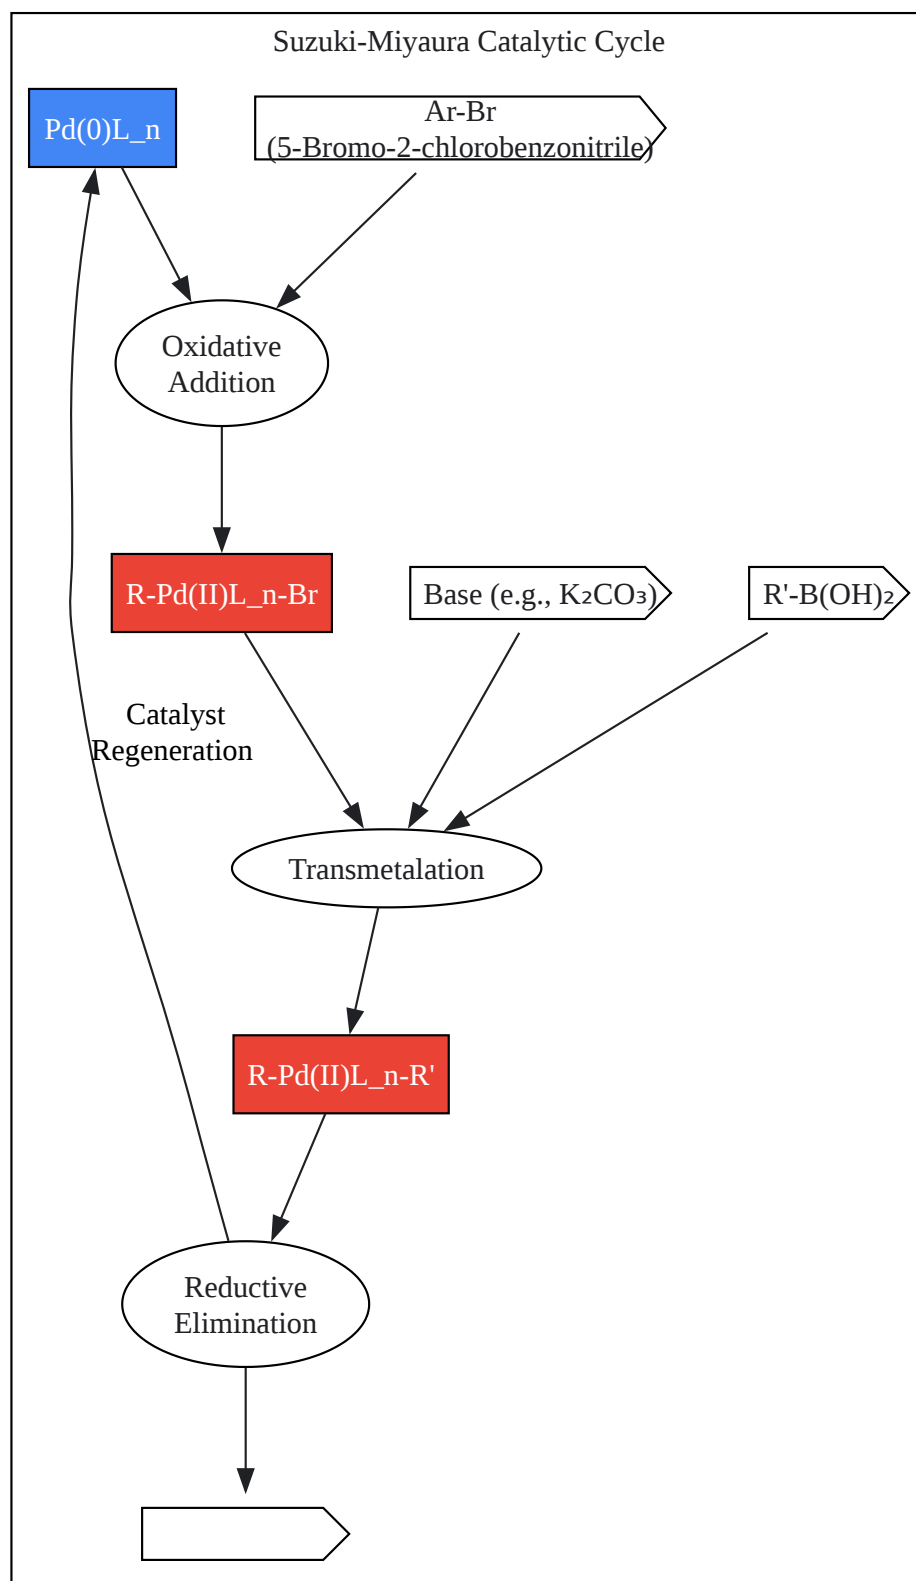 Suzuki-Miyaura Catalytic Cycle
Pd(0)L_n
Ar-Br
(5-Bromo-2-chlorobenzonitrile)
Oxidative
Addition
R-Pd(II)L_n-Br
Base (e.g., K₂CO₃)
R'-B(OH)₂
Catalyst
Regeneration
Transmetalation
R-Pd(II)L_n-R'
Reductive
Elimination